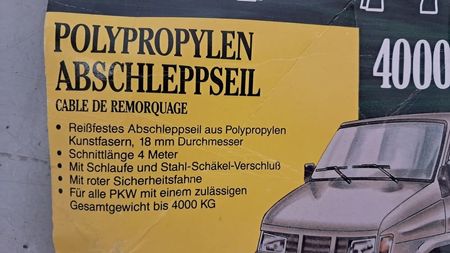 POLYPROPYLEN
ABSCHLEPPSEIL
4000
CABLE DE REMORQUAGE
• Reißfestes Abschleppseil aus Polypropylen
Kunstfasern, 18 mm Durchmesser
• Schnittlänge 4 Meter
• Mit Schlaufe und Stahl-Schäkel-Verschluß
• Mit roter Sicherheitsfahne
• Für alle PKW mit einem zulässigen
Gesamtgewicht bis 4000 KG